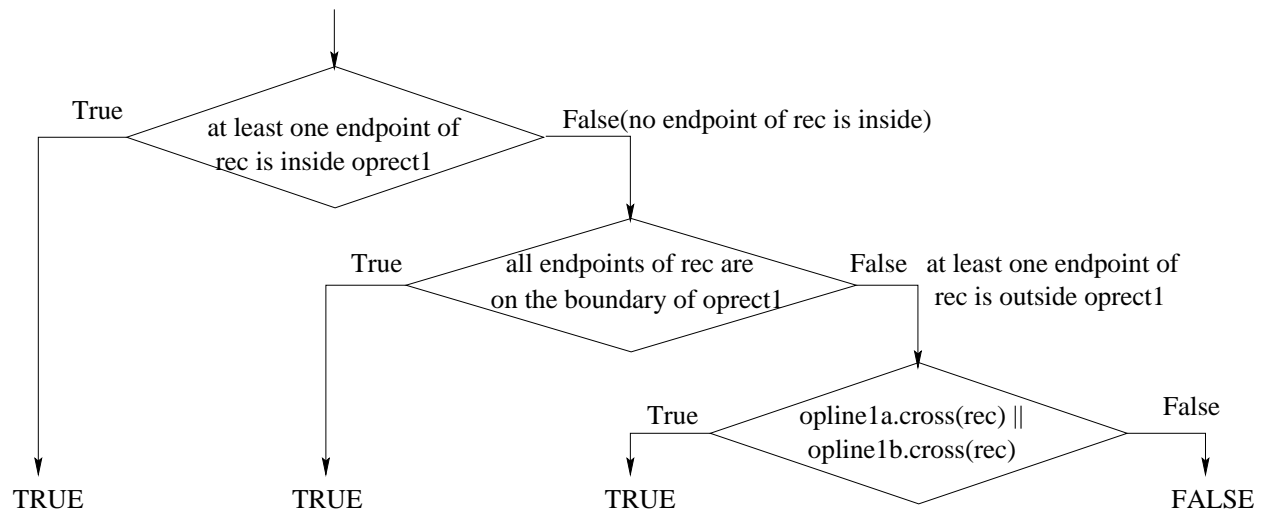 True
at least one endpoint of
rec is inside oprect1
False(no endpoint of rec is inside)
True
all endpoints of rec are
on the boundary of oprect1
False
at least one endpoint of
rec is outside oprect1
True
opline1a.cross(rec) ||
opline1b.cross(rec)
False
TRUE
TRUE
TRUE
FALSE